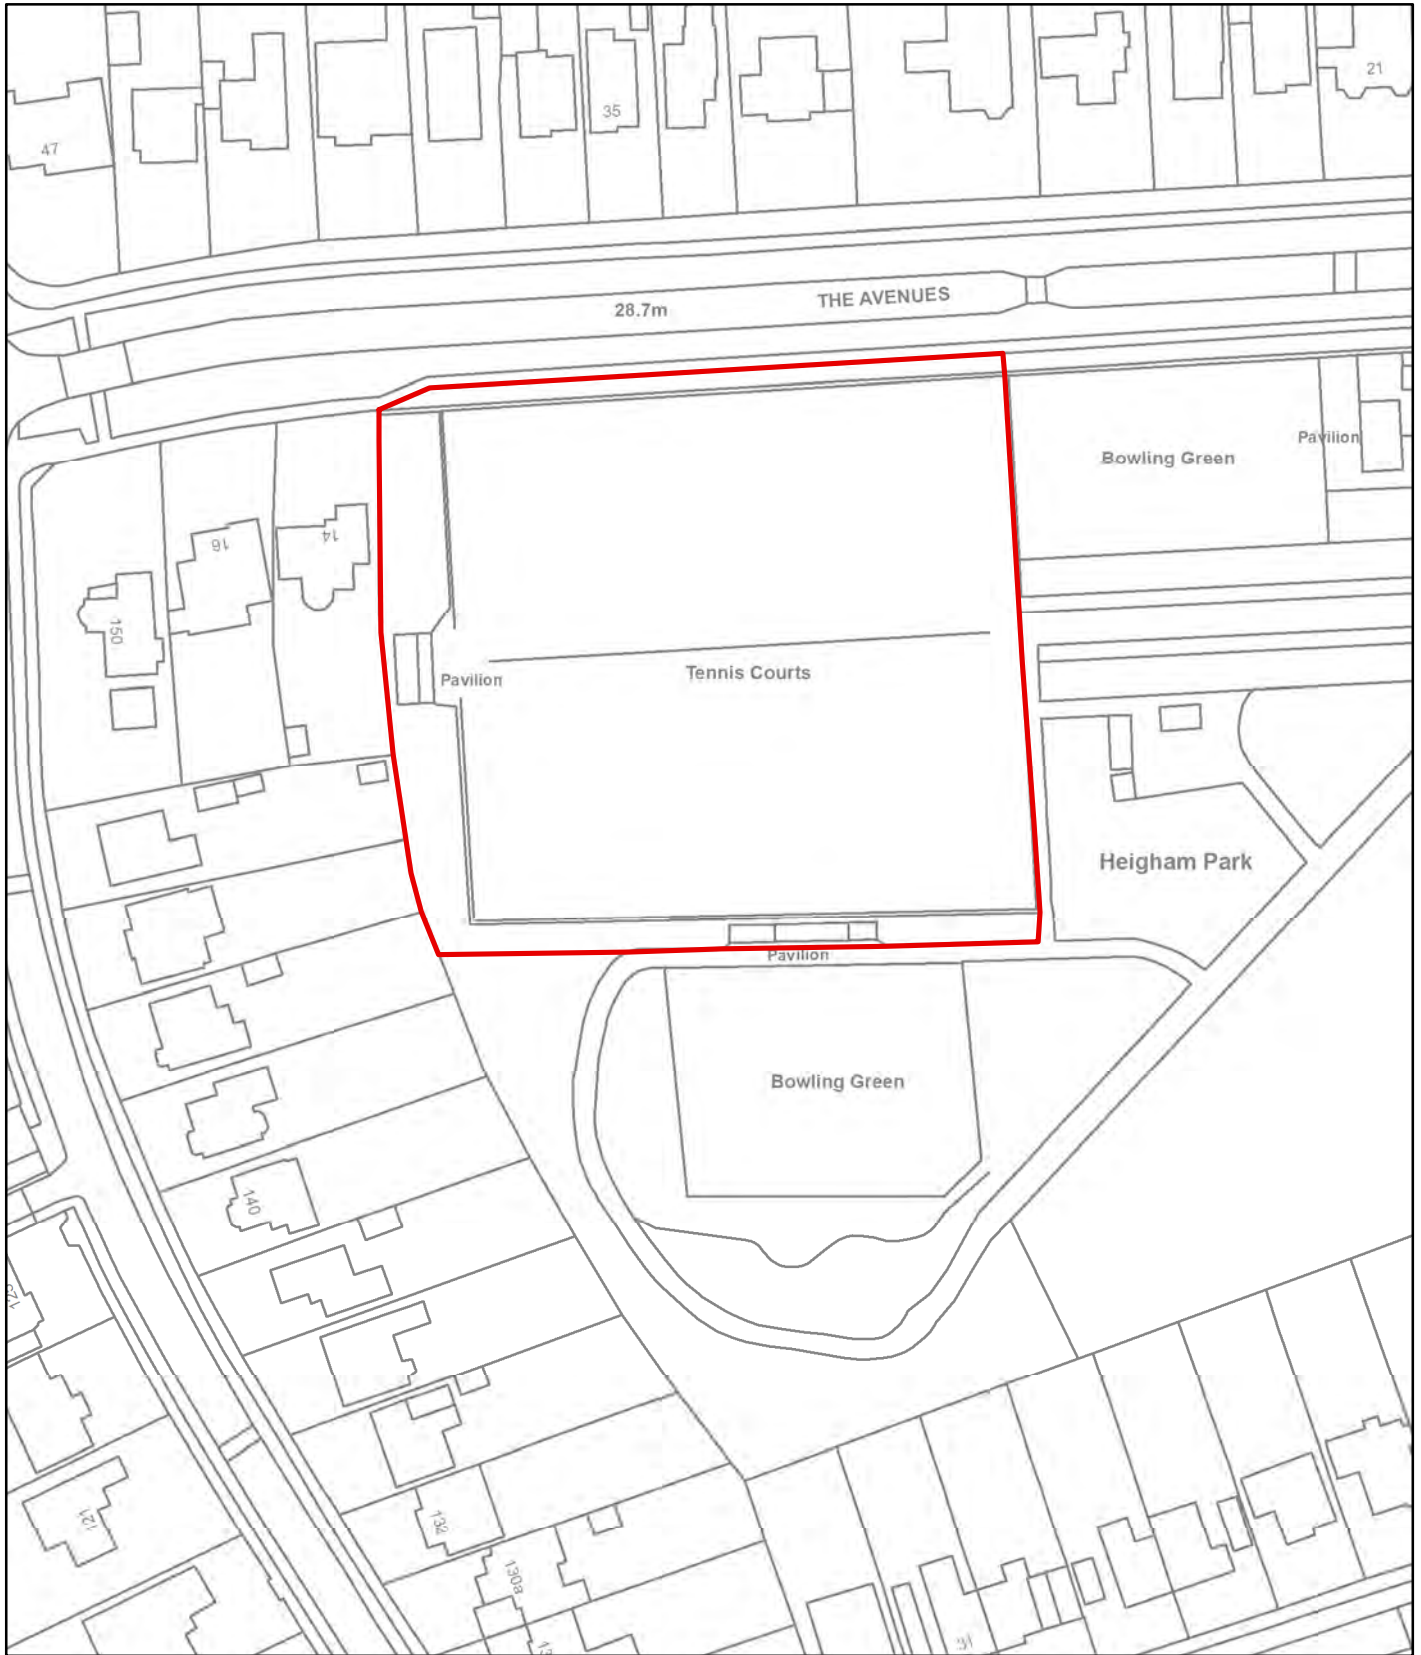 21
35
47
THE AVENUES
28.7m
Pavilion
Bowling Green
14
16
150
Tennis Courts
Pavilion
Heigham Park
Pavilion
Bowling Green
140
121
132
130a